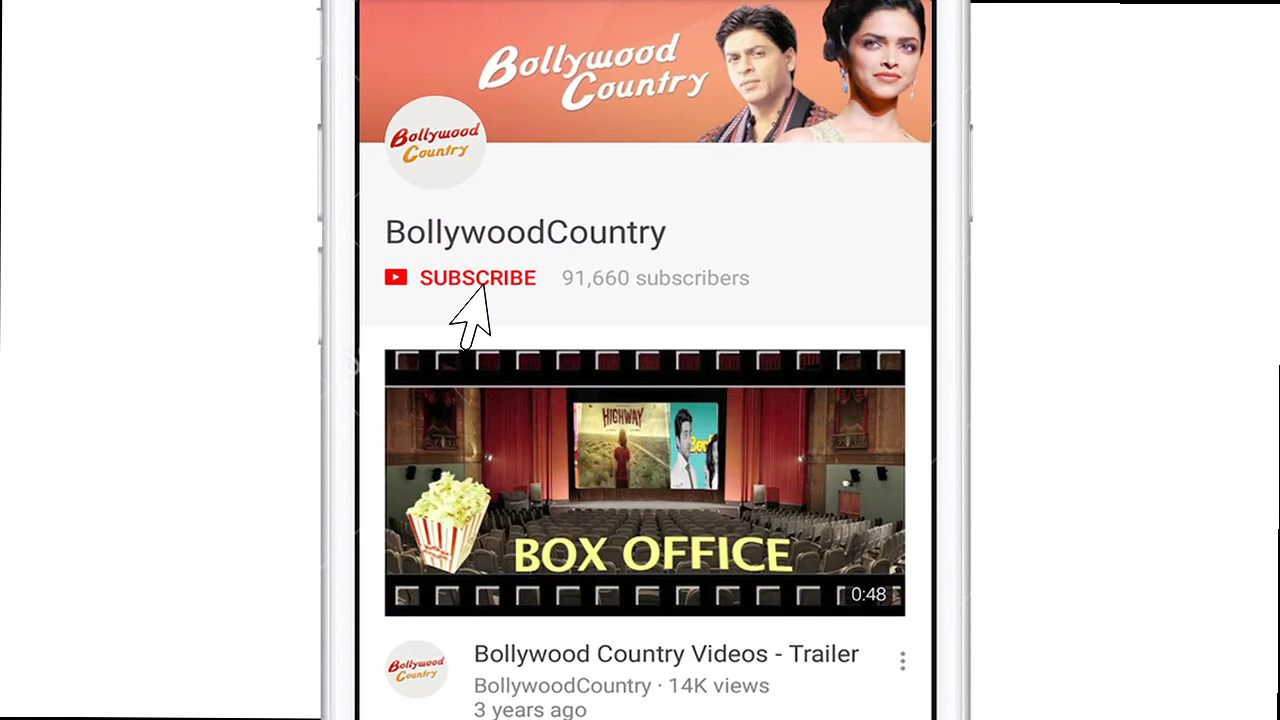 Bollywood
Country
Bollywood
Country
BollywoodCountry
SUBSCRIBE 91,660 subscribers
HIGHWAY
BOX OFFICE
0:48
Bollywood
Country
Bollywood Country Videos - Trailer
BollywoodCountry · 14K views
3 years ago